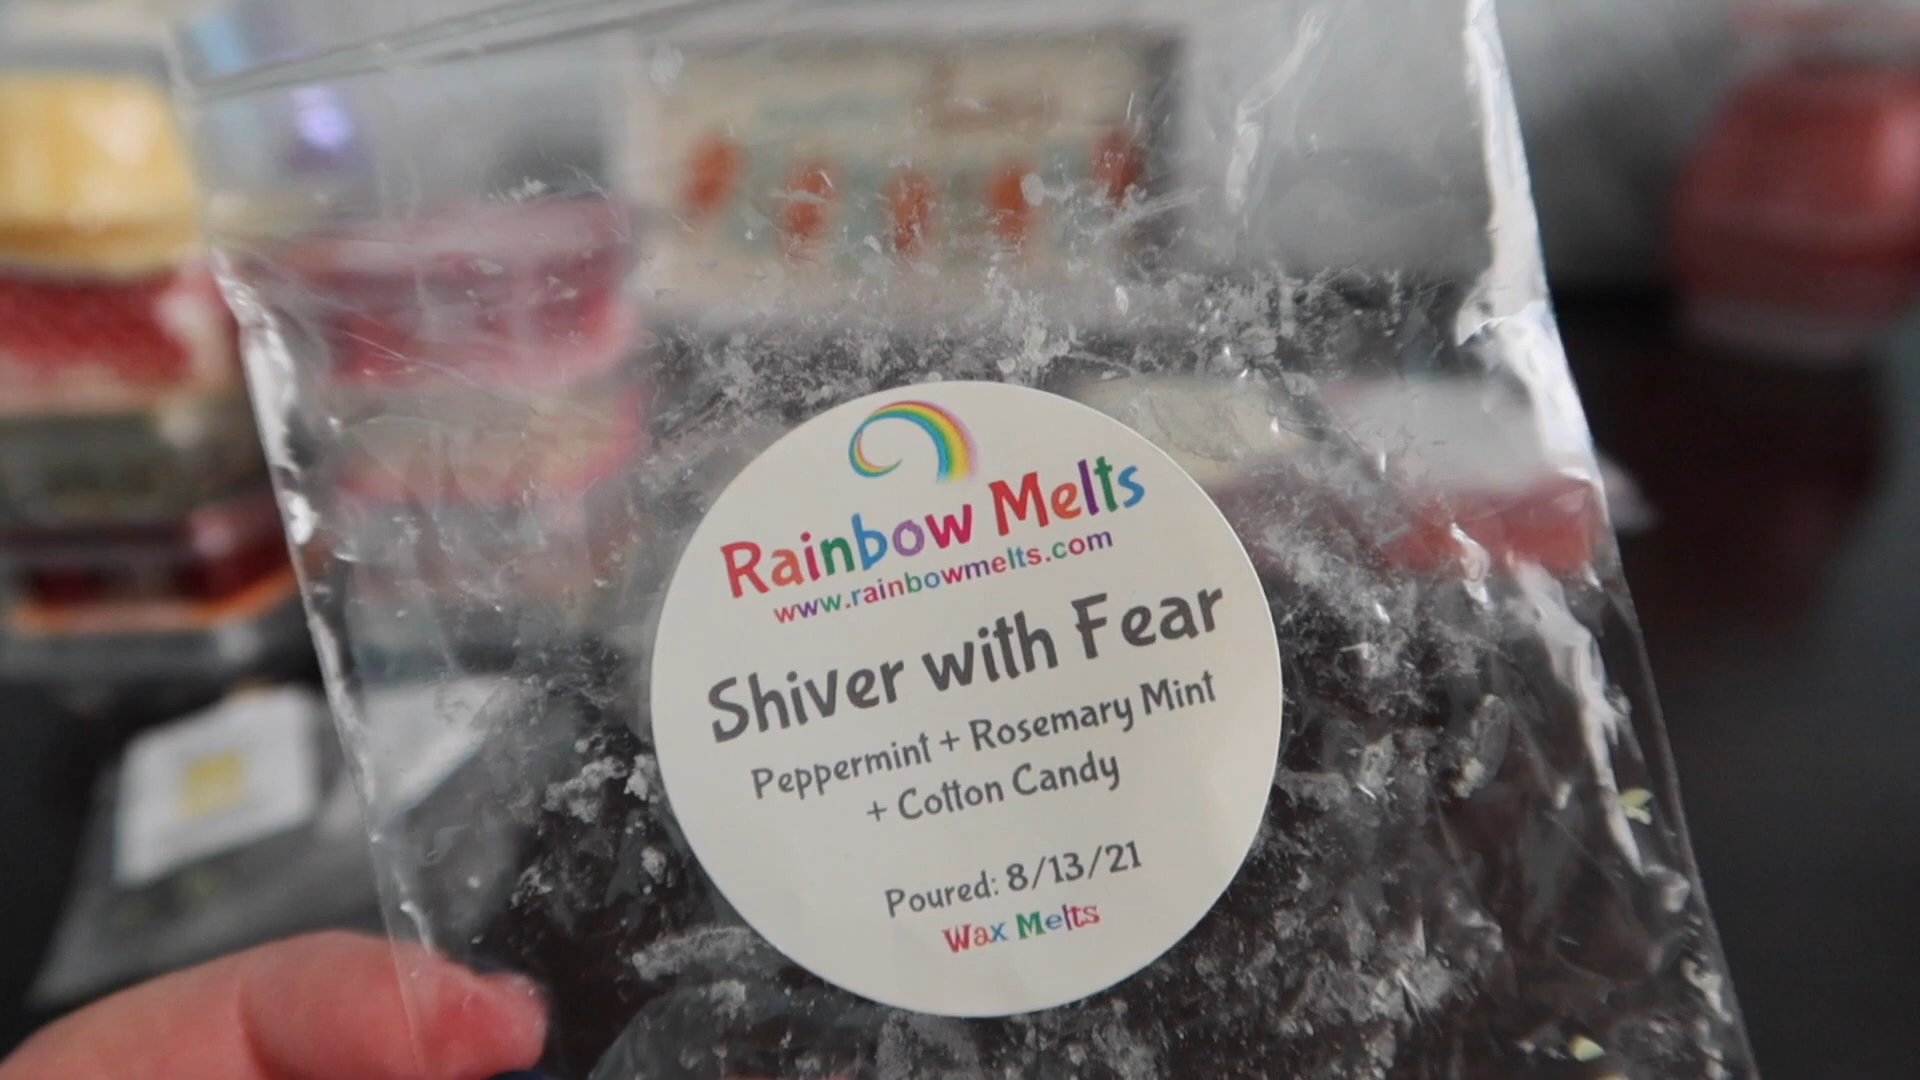 Rainbow Melts
www.rainbowmelts.com
Shiver with Fear
Peppermint + Rosemary Mint
+ Cotton Candy
Poured: 8/13/21
Wax Melts